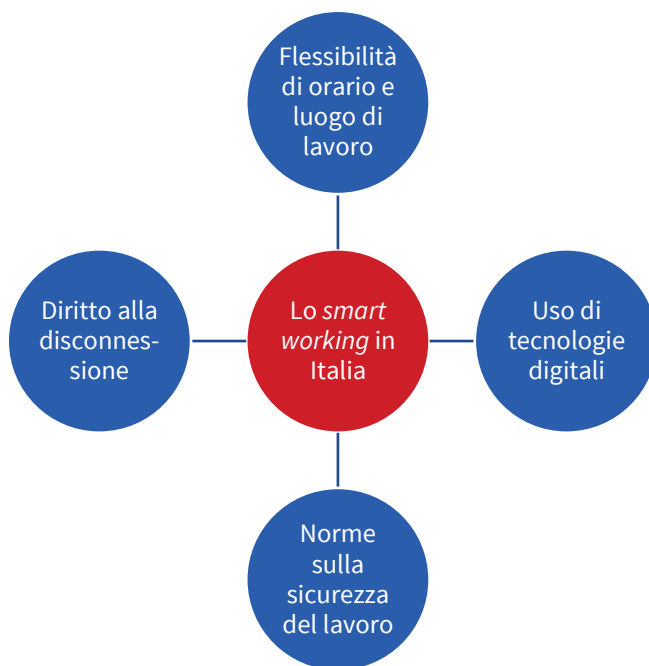 Flessibilità
di orario e
luogo di
lavoro
Diritto alla
disconnes-
sione
Lo smart
working in
Italia
Uso di
tecnologie
digitali
Norme
sulla
sicurezza
del lavoro